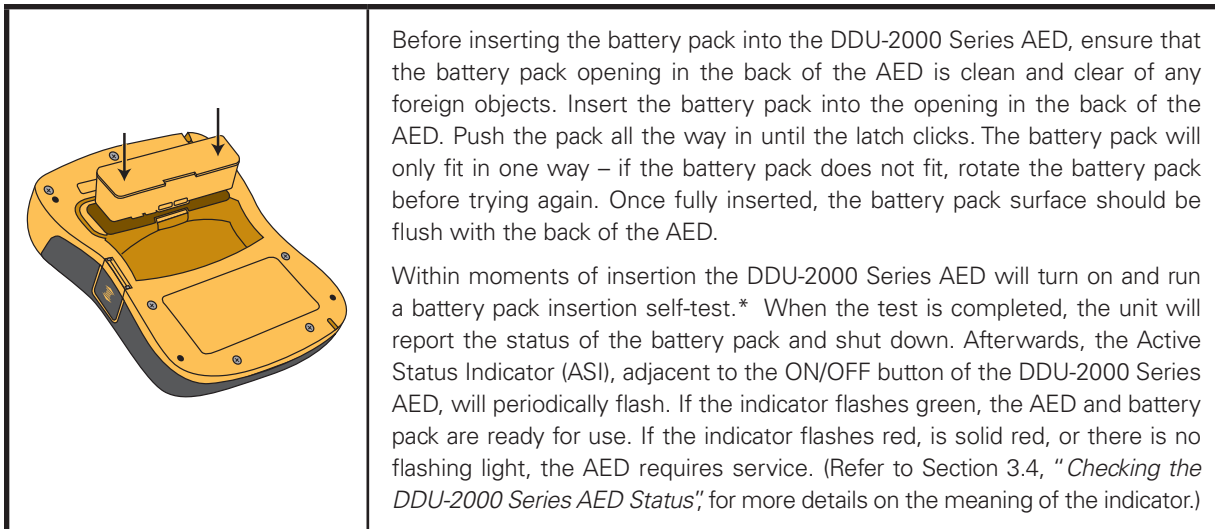 Before inserting the battery pack into the DDU-2000 Series AED, ensure that
the battery pack opening in the back of the AED is clean and clear of any
foreign objects. Insert the battery pack into the opening in the back of the
AED. Push the pack all the way in until the latch clicks. The battery pack will
only fit in one way – if the battery pack does not fit, rotate the battery pack
before trying again. Once fully inserted, the battery pack surface should be
flush with the back of the AED.
Within moments of insertion the DDU-2000 Series AED will turn on and run
a battery pack insertion self-test.* When the test is completed, the unit will
report the status of the battery pack and shut down. Afterwards, the Active
Status Indicator (ASI), adjacent to the ON/OFF button of the DDU-2000 Series
AED, will periodically flash. If the indicator flashes green, the AED and battery
pack are ready for use. If the indicator flashes red, is solid red, or there is no
flashing light, the AED requires service. (Refer to Section 3.4, “Checking the
DDU-2000 Series AED Status”, for more details on the meaning of the indicator.)